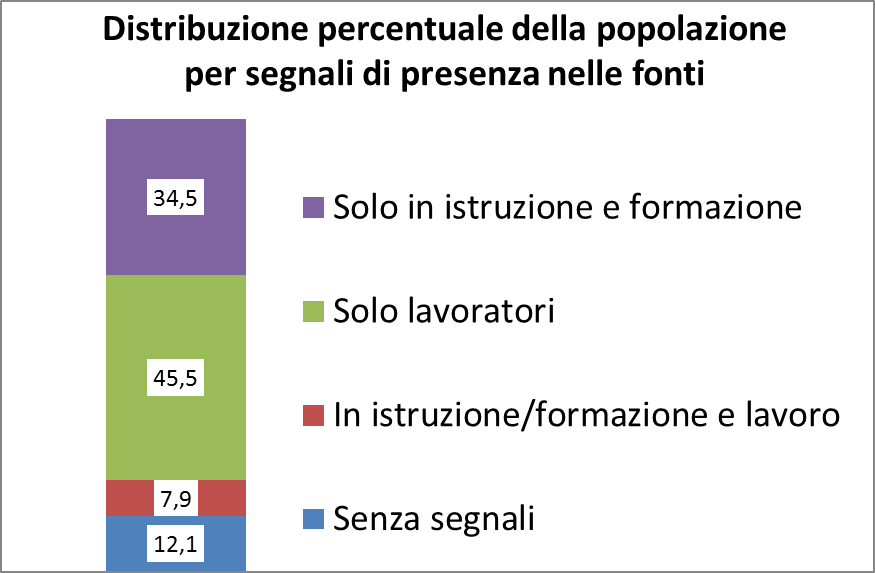 Distribuzione percentuale della popolazione
per segnali di presenza nelle fonti
34,5
Solo in istruzione e formazione
Solo lavoratori
45,5
In istruzione/formazione e lavoro
7,9
Senza segnali
12,1